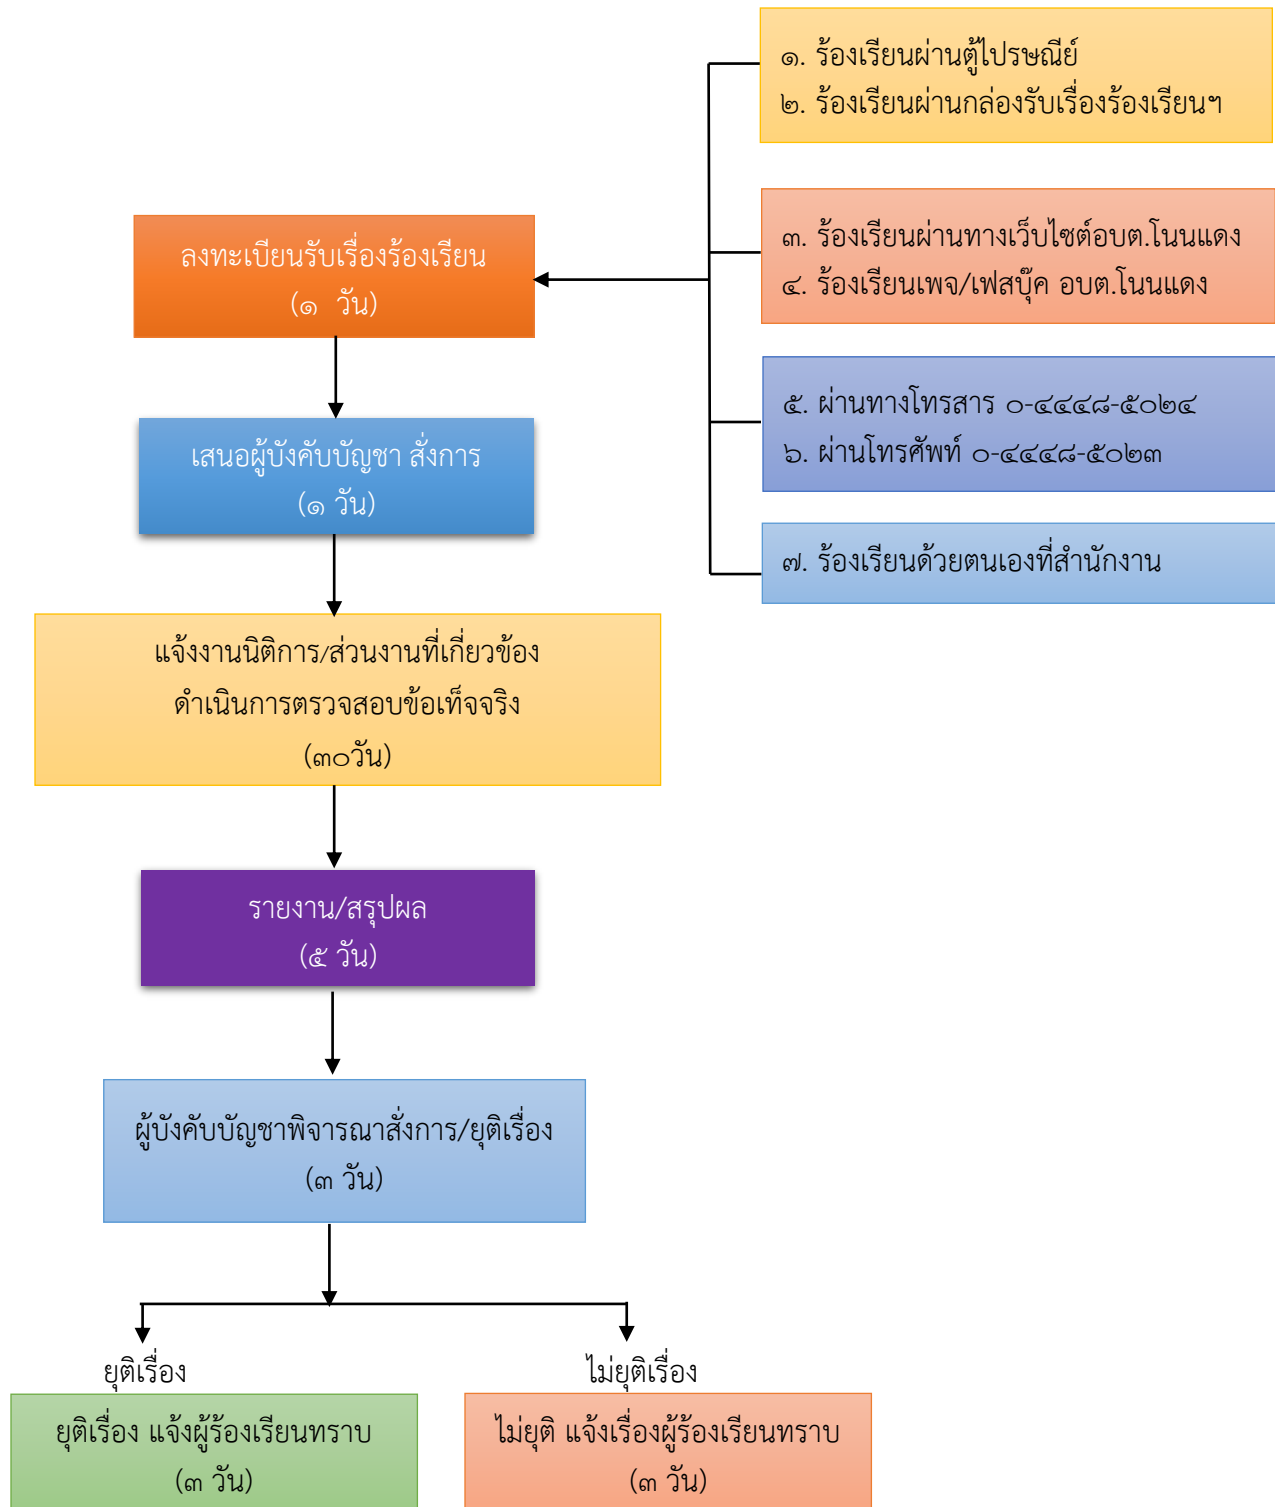 ๑. ร้องเรียนผ่านตู้ไปรษณีย์
๒. ร้องเรียนผ่านกล่องรับเรื่องร้องเรียนฯ
๓. ร้องเรียนผ่านทางเว็บไซต์อบต.โนนแดง
๔. ร้องเรียนเพจ/เฟสบุ๊ค อบต.โนนแดง
๕. ผ่านทางโทรสาร ๐-๔๔๔๘-๕๐๒๔
๖. ผ่านโทรศัพท์ ๐-๔๔๔๘-๕๐๒๓
๗. ร้องเรียนด้วยตนเองที่สำนักงาน
ลงทะเบียนรับเรื่องร้องเรียน
(๑ วัน)
เสนอผู้บังคับบัญชา สั่งการ
(๑ วัน)
แจ้งงานนิติการ/ส่วนงานที่เกี่ยวข้อง
ดำเนินการตรวจสอบข้อเท็จจริง
(๓๐วัน)
รายงาน/สรุปผล
(๕ วัน)
ผู้บังคับบัญชาพิจารณาสั่งการ/ยุติเรื่อง
(๓ วัน)
ยุติเรื่อง
ยุติเรื่อง แจ้งผู้ร้องเรียนทราบ
(๓ วัน)
ไม่ยุติเรื่อง
ไม่ยุติ แจ้งเรื่องผู้ร้องเรียนทราบ
(๓ วัน)